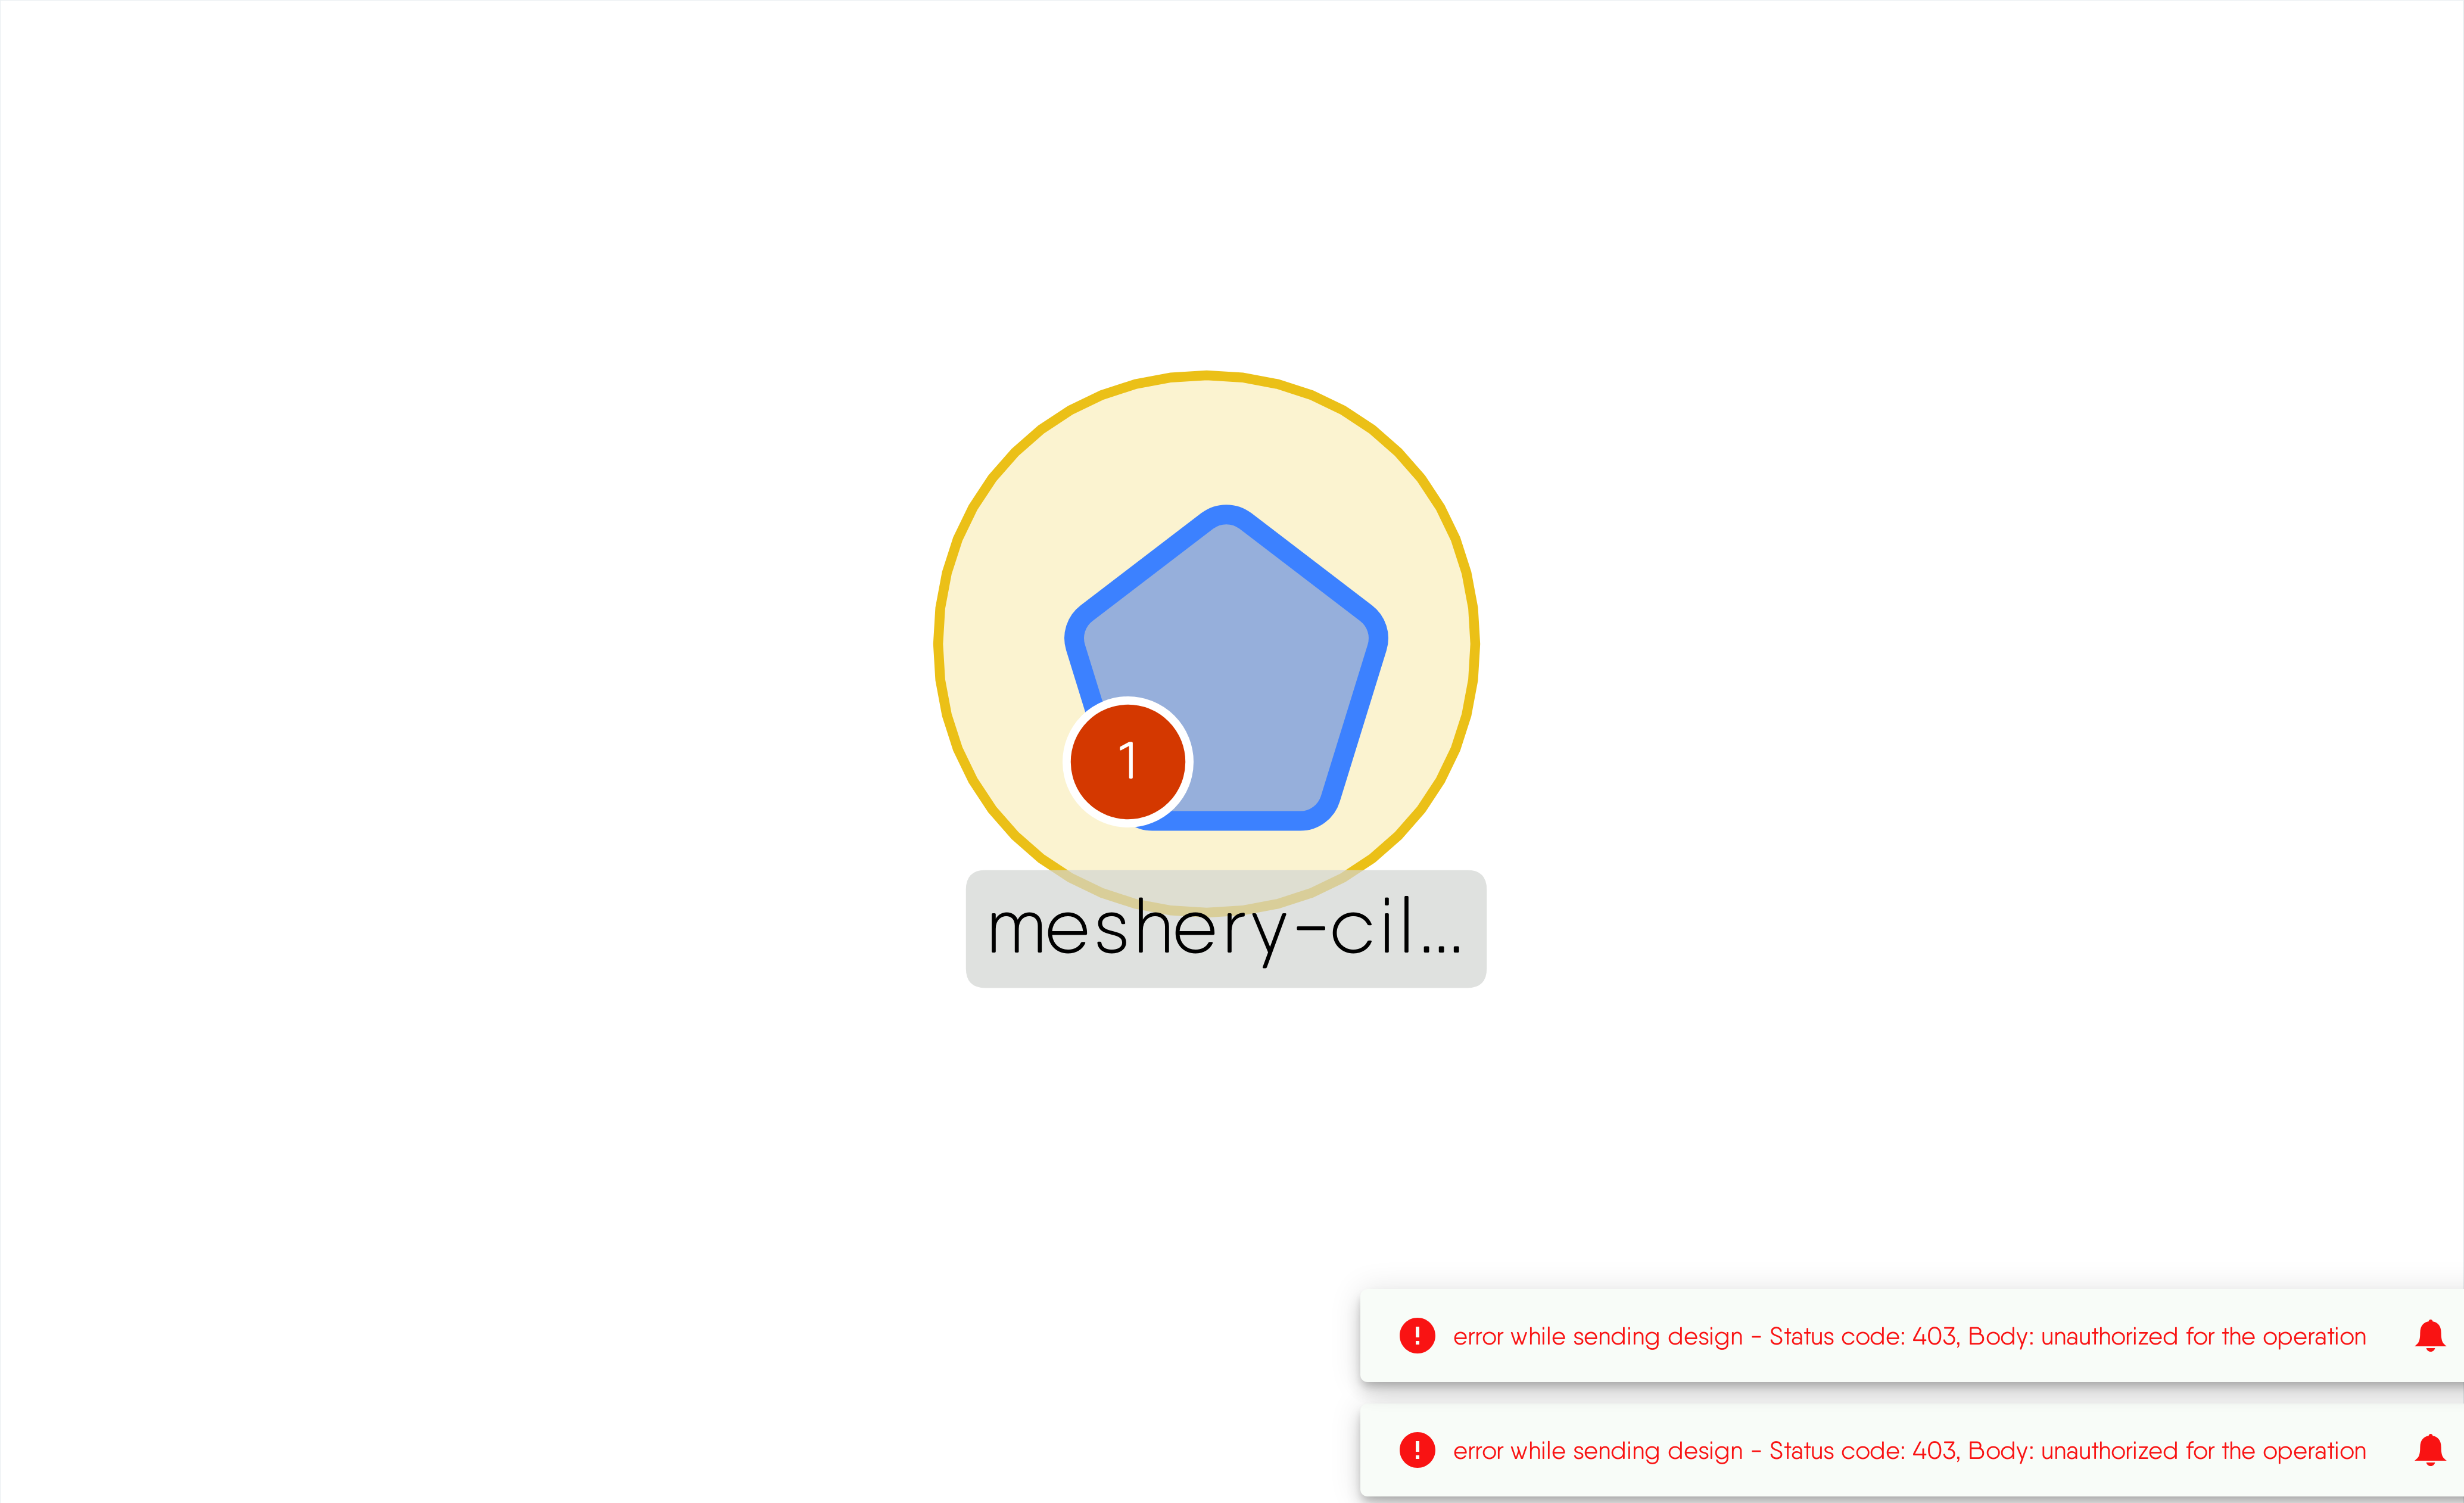 1
meshery-cil...
error while sending design - Status code: 403, Body: unauthorized for the operation
error while sending design - Status code: 403, Body: unauthorized for the operation